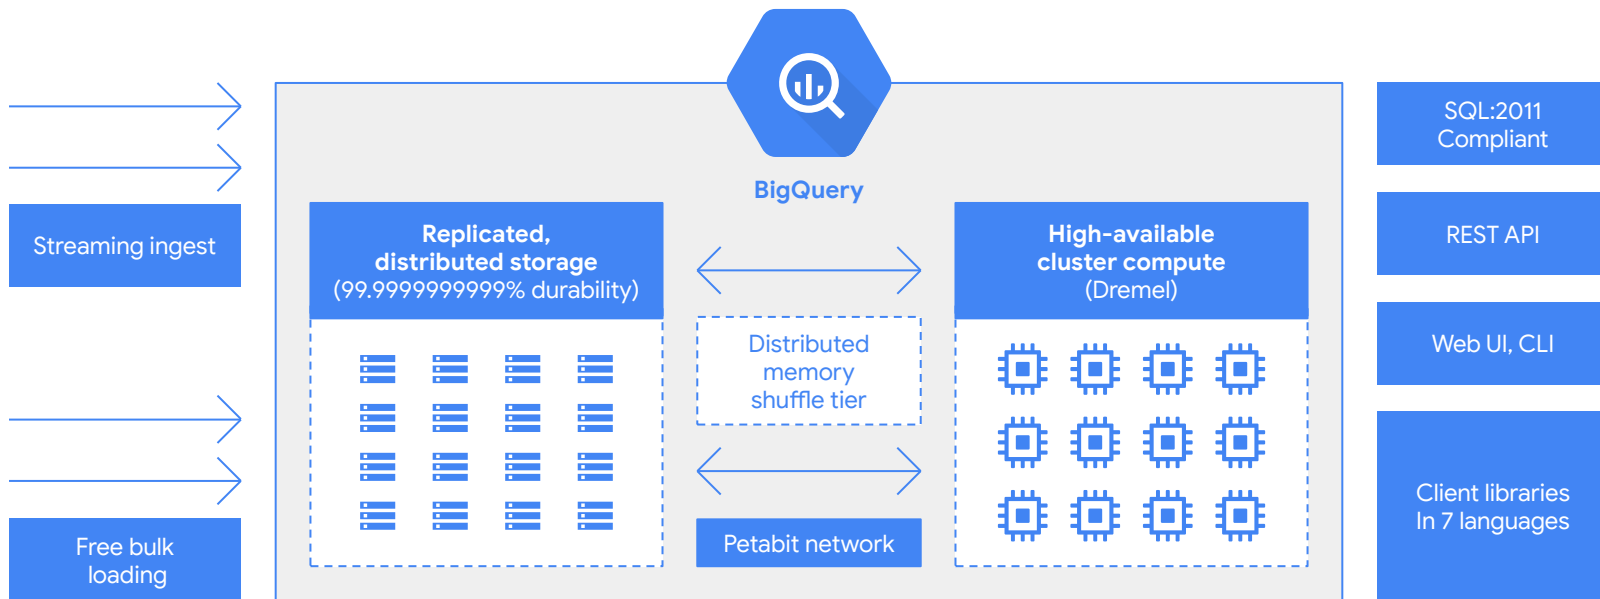 BigQuery
Streaming ingest
Free bulk
loading
Replicated,
distributed storage
(99.9999999999% durability)
Distributed
memory
shuffle tier
Petabit network
High-available
cluster compute
(Dremel)
SQL:2011
Compliant
REST API
Web UI, CLI
Client libraries
In 7 languages